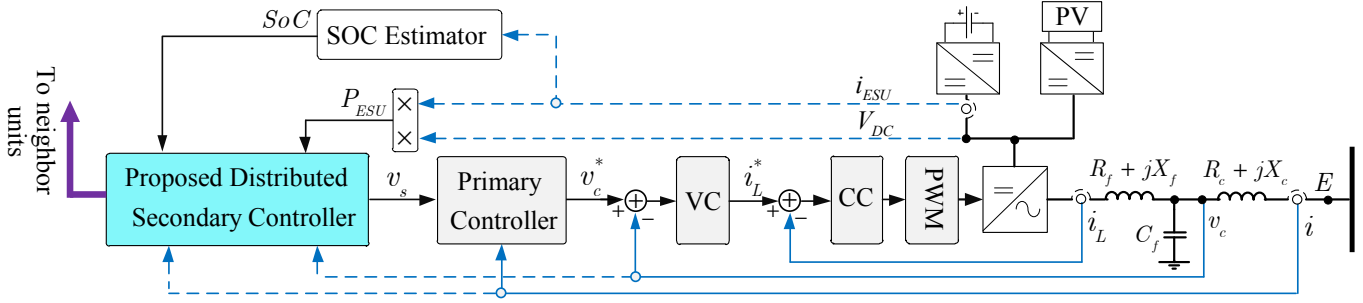 SoC
SOC Estimator
PV
To neighbor
units
P_ESU
×
×
i_ESU
V_DC
Proposed Distributed
Secondary Controller
v_s
Primary
Controller
v_c^*
+
−
VC
i_L^*
+
−
CC
PWM
R_f + jX_f
R_c + jX_c
E
i_L
C_f
v_c
i
+ -